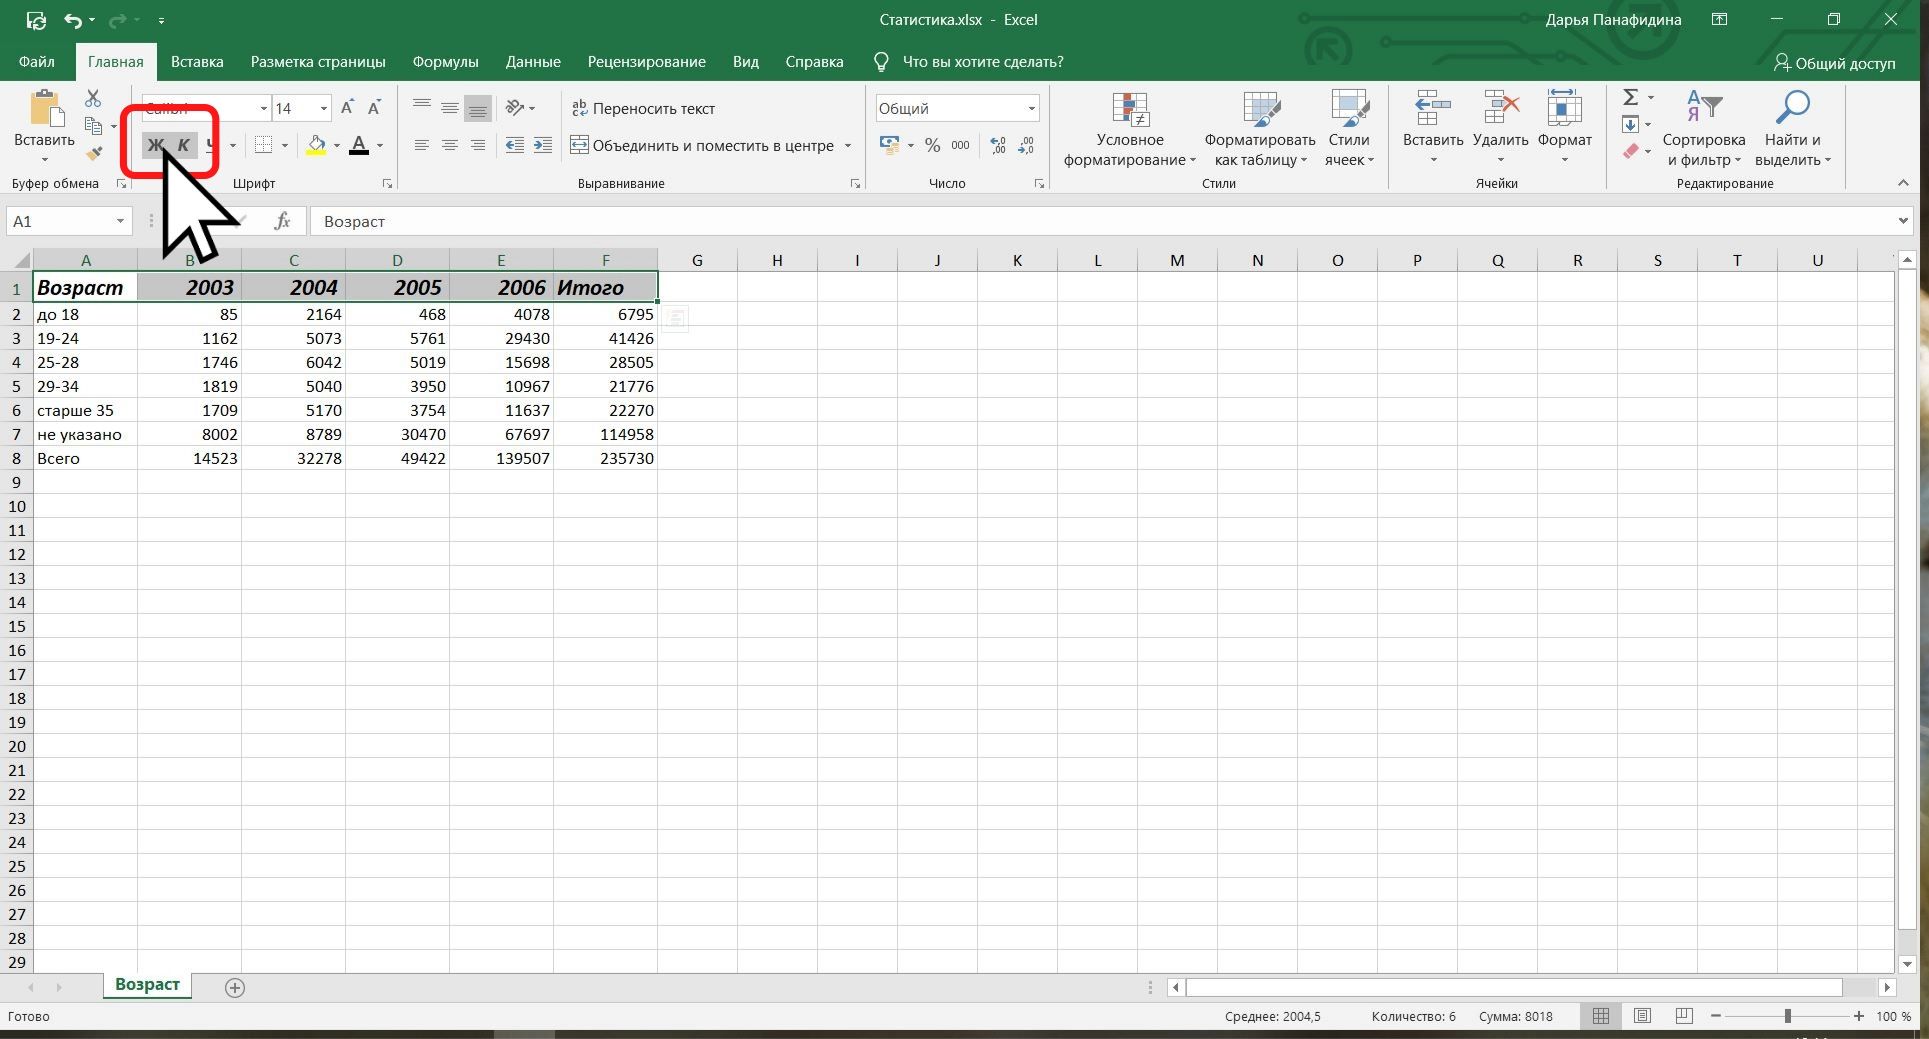 Статистика.xlsx - Excel
Дарья Панафидина
Файл Главная Вставка Разметка страницы Формулы Данные Рецензирование Вид Справка Что вы хотите сделать? Общий доступ
Вставить
Буфер обмена
14
Ж К
Шрифт
Переносить текст
Объединить и поместить в центре
Выравнивание
Общий
% 000
Число
Условное форматирование
Форматировать как таблицу
Стили ячеек
Стили
Вставить Удалить Формат
Ячейки
Сортировка и фильтр
Найти и выделить
Редактирование
A1 fx Возраст
A B C D E F G H I J K L M N O P Q R S T U
1 Возраст 2003 2004 2005 2006 Итого
2 до 18 85 2164 468 4078 6795
3 19-24 1162 5073 5761 29430 41426
4 25-28 1746 6042 5019 15698 28505
5 29-34 1819 5040 3950 10967 21776
6 старше 35 1709 5170 3754 11637 22270
7 не указано 8002 8789 30470 67697 114958
8 Всего 14523 32278 49422 139507 235730
9
10
11
12
13
14
15
16
17
18
19
20
21
22
23
24
25
26
27
28
29
Возраст
Готово Среднее: 2004,5 Количество: 6 Сумма: 8018 100 %